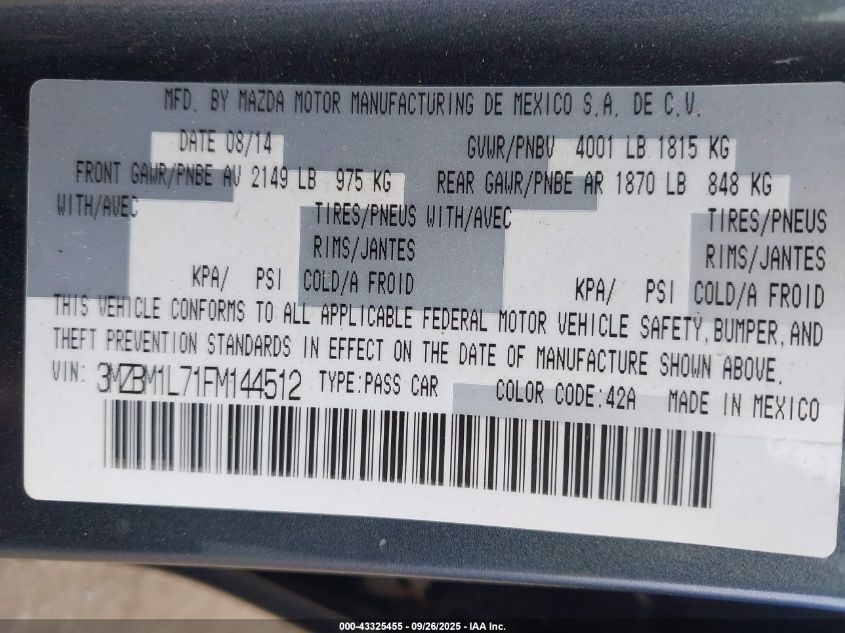 MFD. BY MAZDA MOTOR MANUFACTURING DE MEXICO S.A. DE C.V.
DATE 08/14 GVWR/PNBV 4001 LB 1815 KG
FRONT GAWR/PNBE AV 2149 LB 975 KG REAR GAWR/PNBE AR 1870 LB 848 KG
WITH/AVEC TIRES/PNEUS WITH/AVEC TIRES/PNEUS
RIMS/JANTES RIMS/JANTES
KPA/ PSI COLD/A FROID KPA/ PSI COLD/A FROID
THIS VEHICLE CONFORMS TO ALL APPLICABLE FEDERAL MOTOR VEHICLE SAFETY, BUMPER, AND
THEFT PREVENTION STANDARDS IN EFFECT ON THE DATE OF MANUFACTURE SHOWN ABOVE.
VIN: 3MZBM1L71FM144512 TYPE:PASS CAR COLOR CODE:42A MADE IN MEXICO
000-43325455 - 09/26/2025 - IAA Inc.